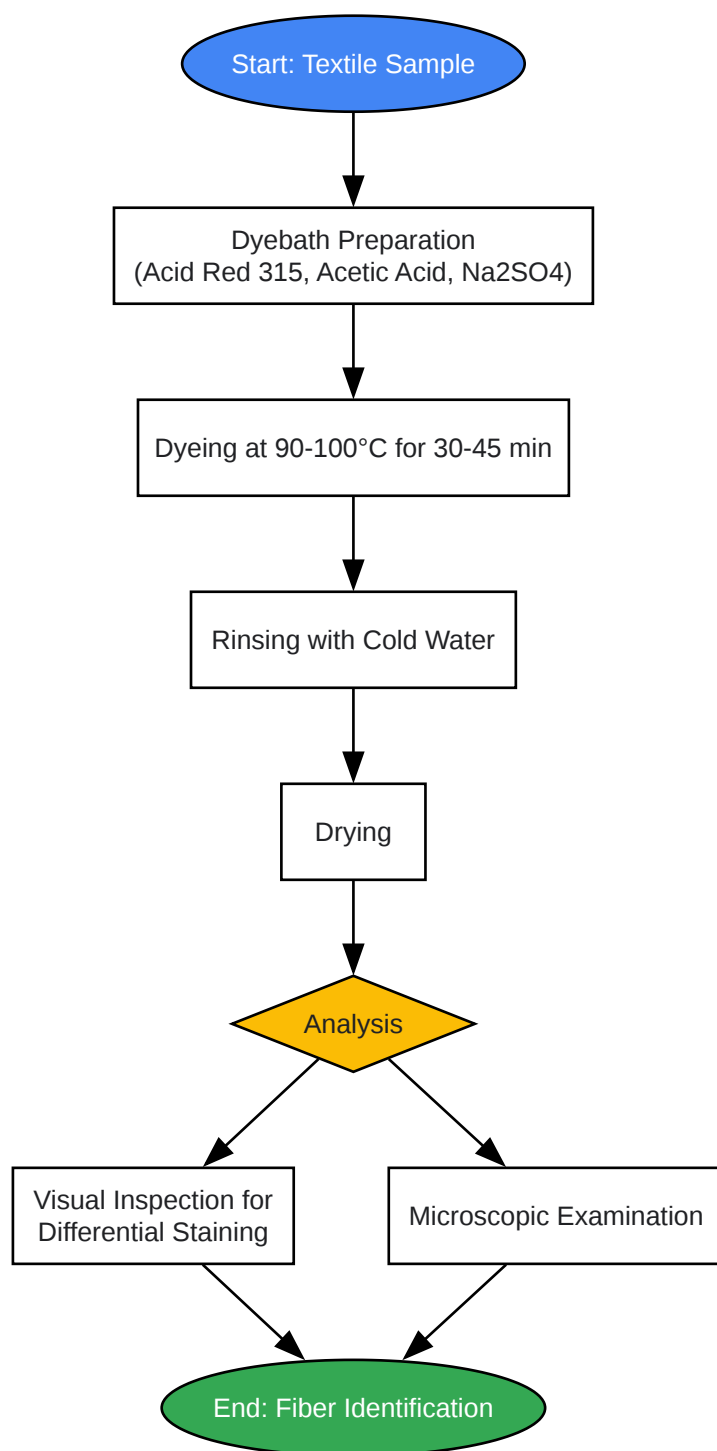 Start: Textile Sample
Dyebath Preparation
(Acid Red 315, Acetic Acid, Na2SO4)
Dyeing at 90-100°C for 30-45 min
Rinsing with Cold Water
Drying
Analysis
Visual Inspection for
Differential Staining
Microscopic Examination
End: Fiber Identification